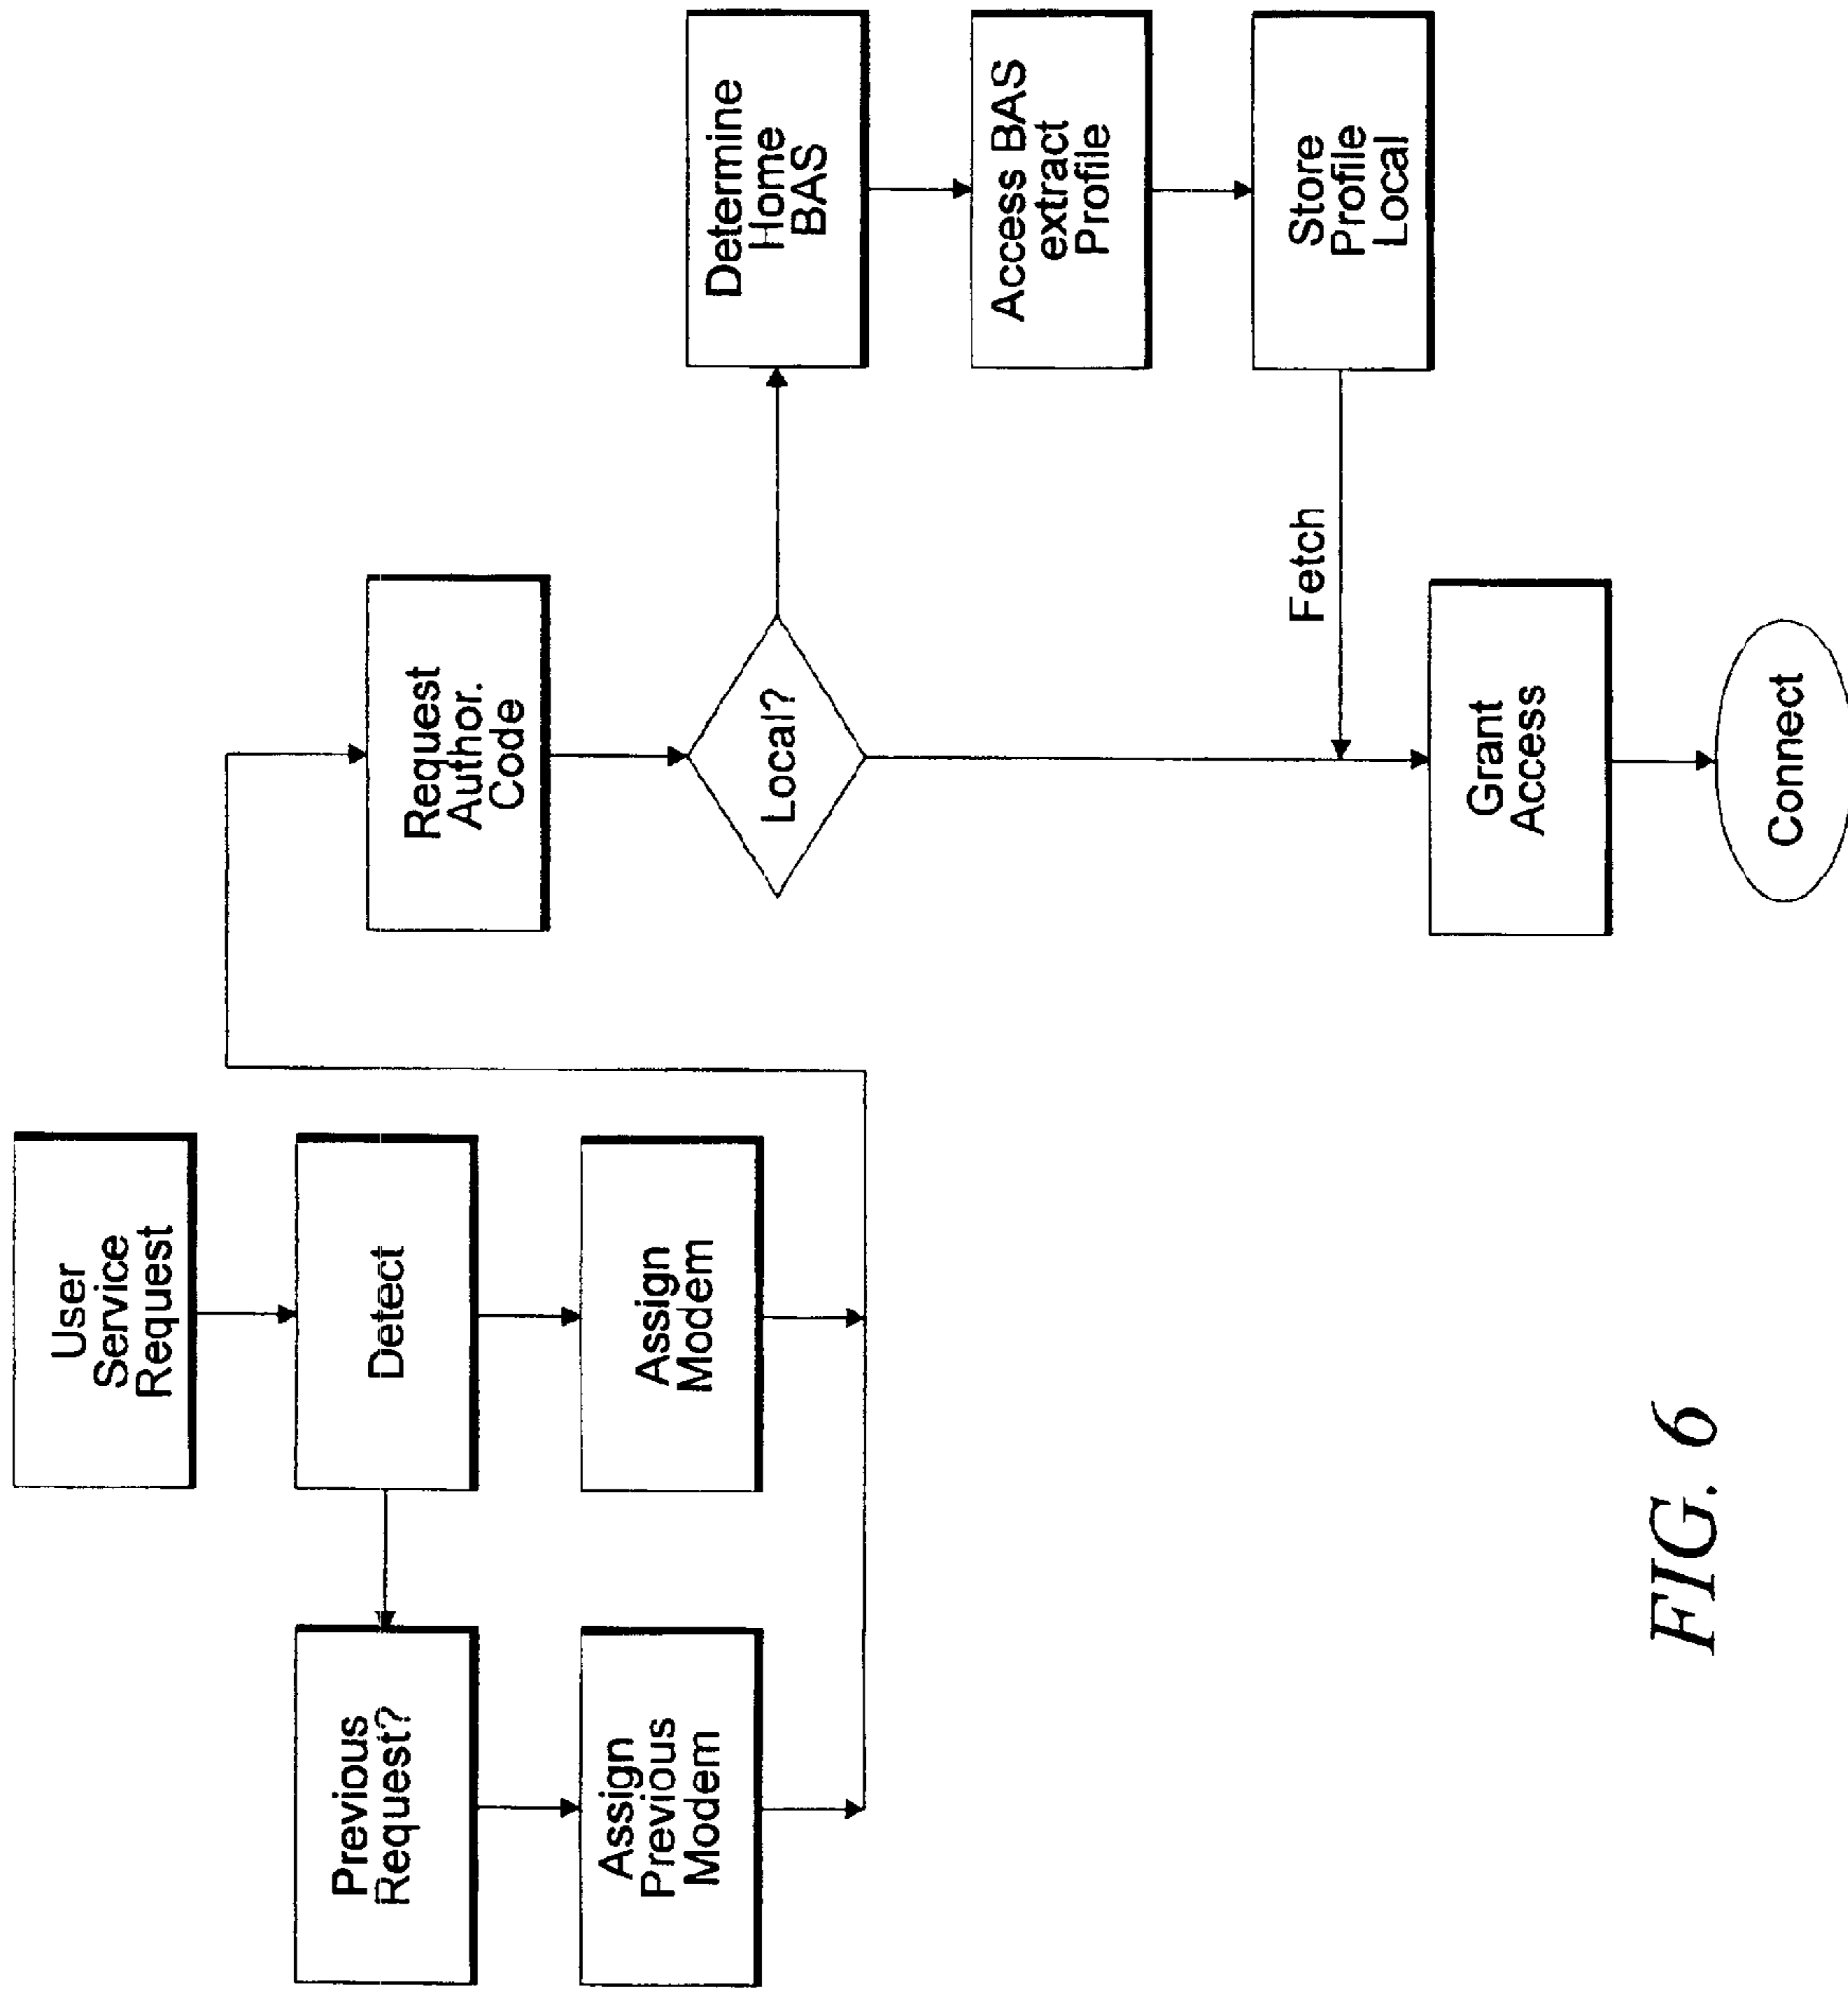 User
Service
Request
Detect
Previous
Request?
Assign
Modem
Assign
Previous
Modem
Request
Author.
Code
Local?
Determine
Home
BAS
Access BAS
extract
Profile
Store
Profile
Local
Fetch
Grant
Access
Connect
FIG. 6